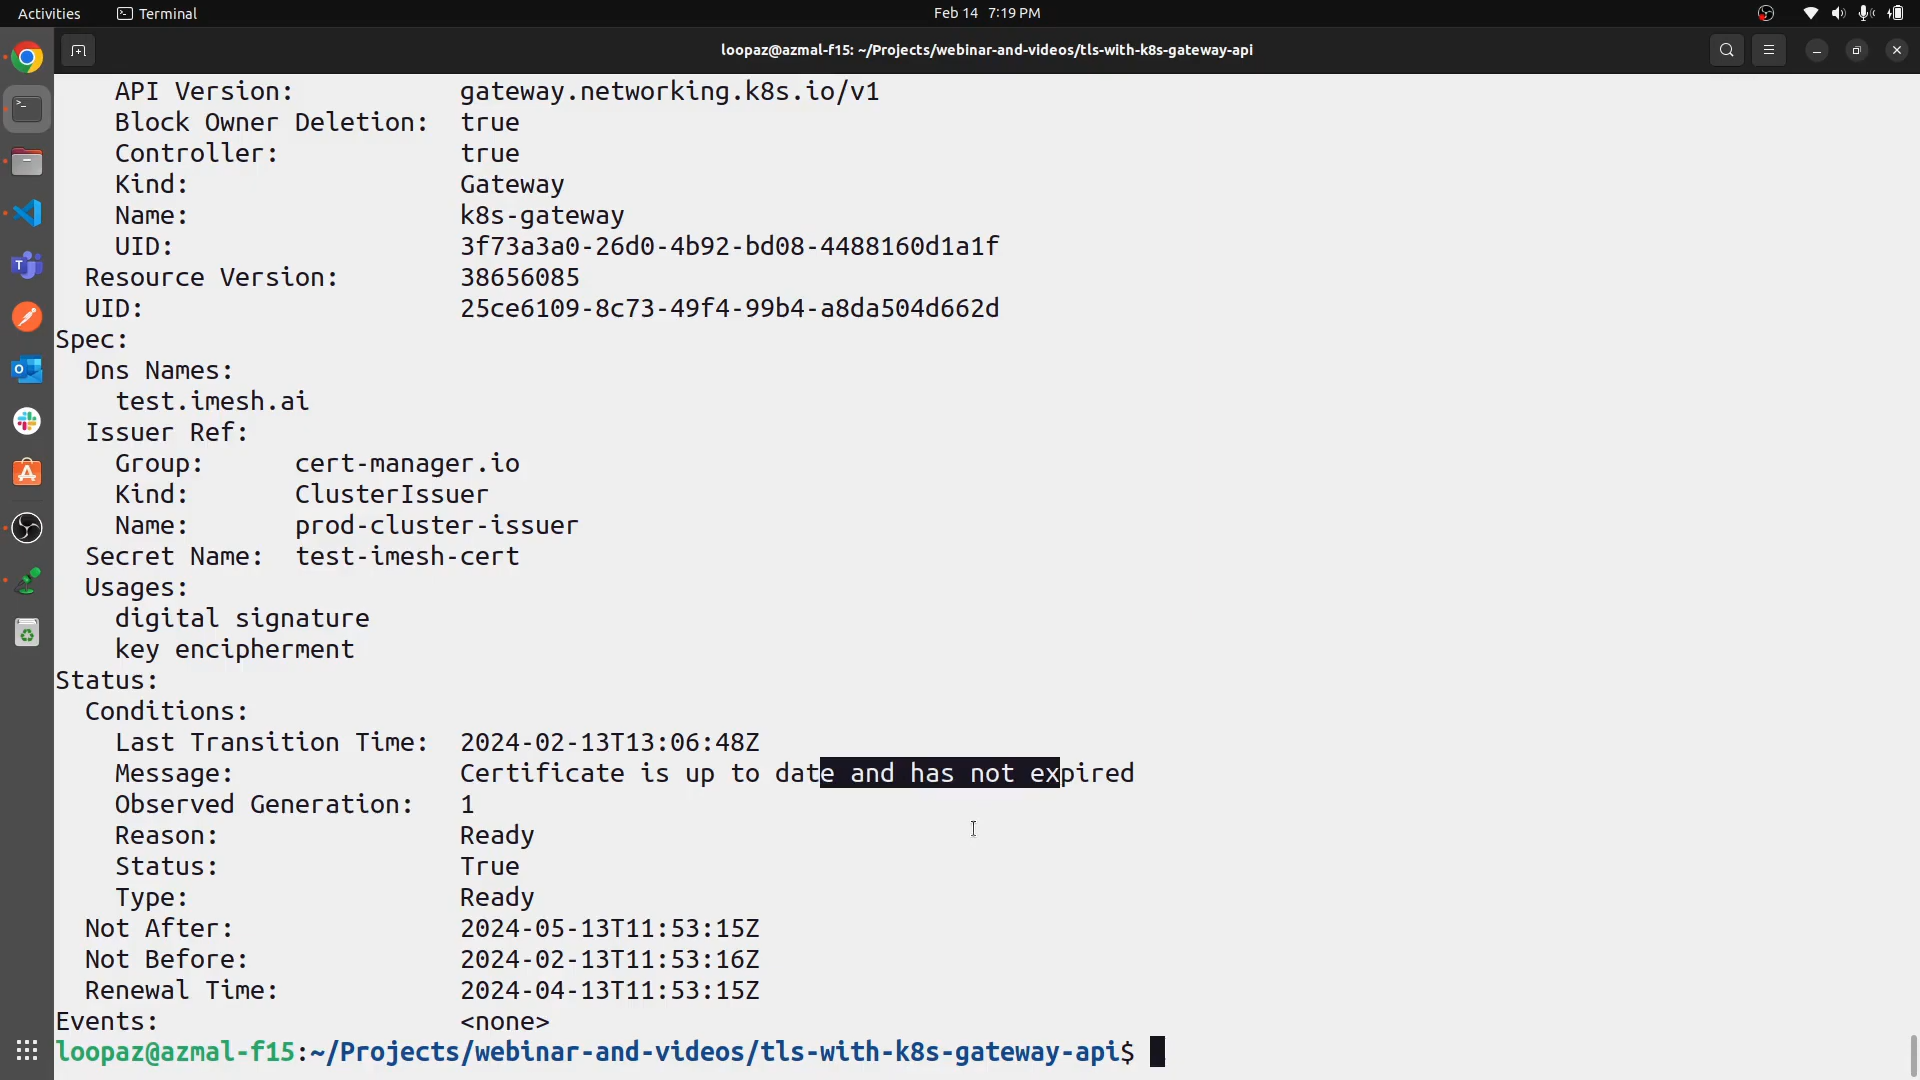 Activities
Terminal
Feb 14 7:19 PM
loopaz@azmal-f15: ~/Projects/webinar-and-videos/tls-with-k8s-gateway-api
API Version: gateway.networking.k8s.io/v1
Block Owner Deletion: true
Controller: true
Kind: Gateway
Name: k8s-gateway
UID: 3f73a3a0-26d0-4b92-bd08-4488160d1a1f
Resource Version: 38656085
UID: 25ce6109-8c73-49f4-99b4-a8da504d662d
Spec:
Dns Names:
test.imesh.ai
Issuer Ref:
Group: cert-manager.io
Kind: ClusterIssuer
Name: prod-cluster-issuer
Secret Name: test-imesh-cert
Usages:
digital signature
key encipherment
Status:
Conditions:
Last Transition Time: 2024-02-13T13:06:48Z
Message: Certificate is up to date and has not expired
Observed Generation: 1
Reason: Ready
Status: True
Type: Ready
Not After: 2024-05-13T11:53:15Z
Not Before: 2024-02-13T11:53:16Z
Renewal Time: 2024-04-13T11:53:15Z
Events: <none>
loopaz@azmal-f15:~/Projects/webinar-and-videos/tls-with-k8s-gateway-api$